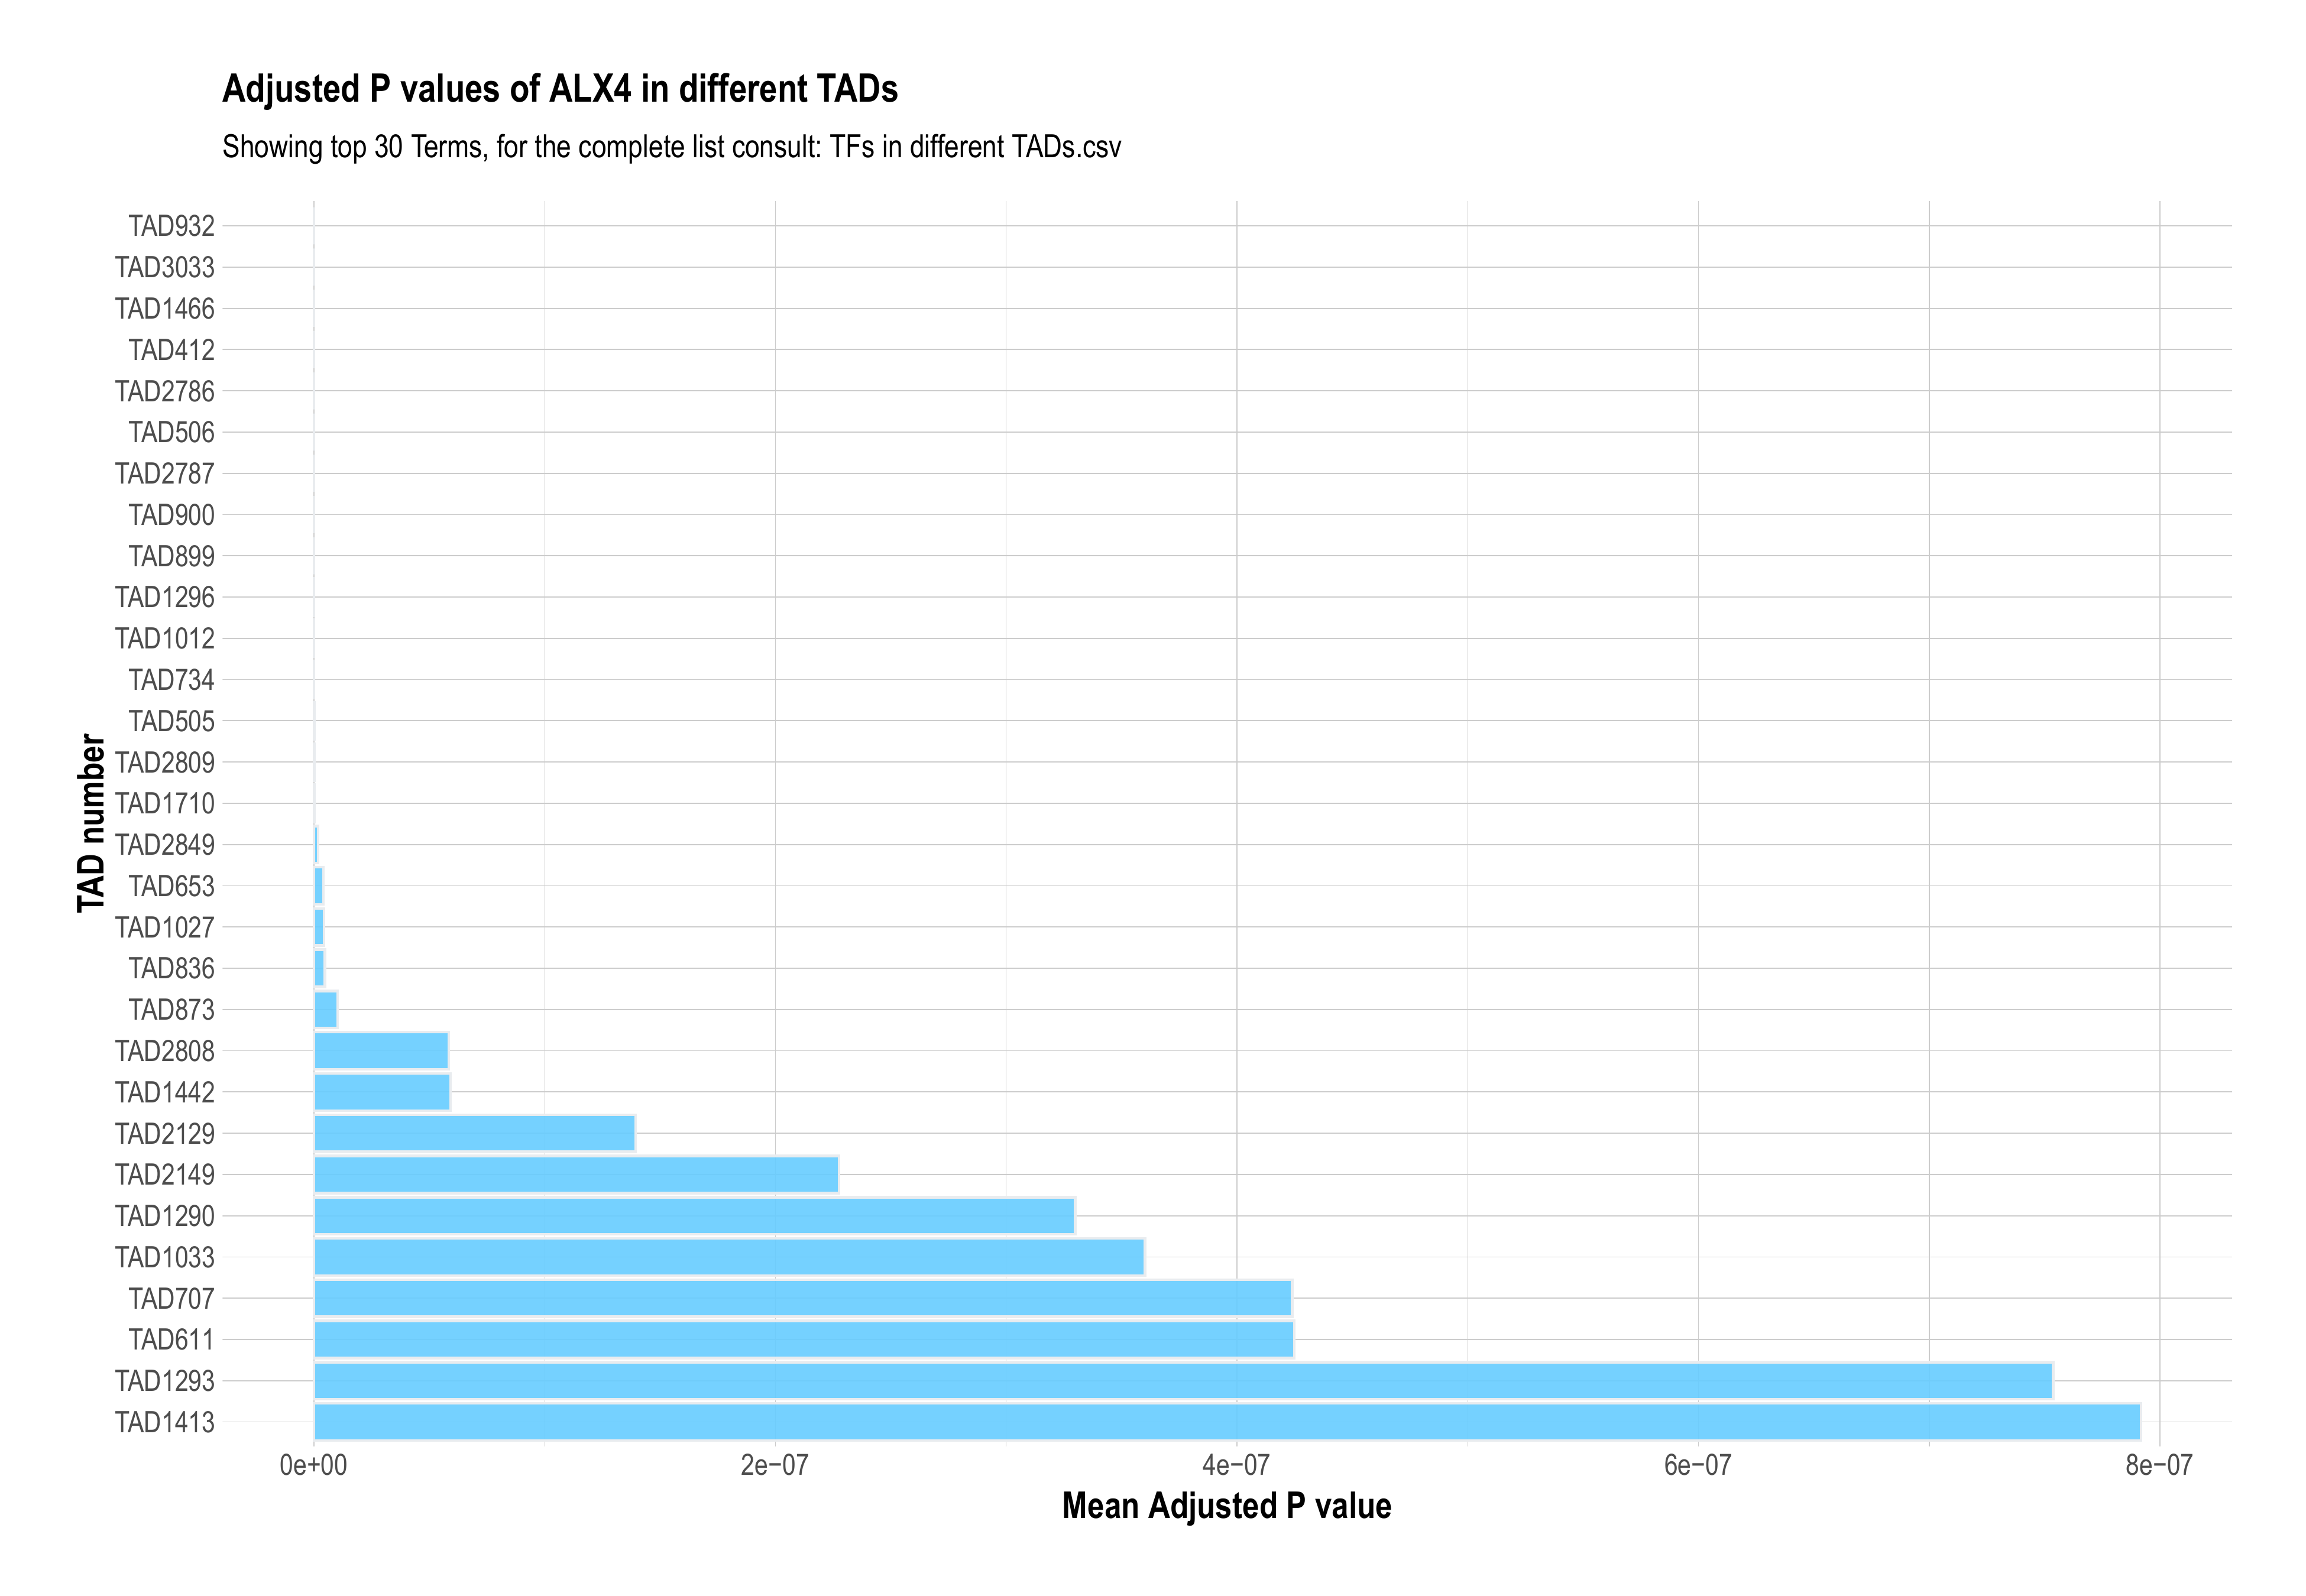 Adjusted P values of ALX4 in different TADs
Showing top 30 Terms, for the complete list consult: TFs in different TADs.csv
TAD number
TAD932
TAD3033
TAD1466
TAD412
TAD2786
TAD506
TAD2787
TAD900
TAD899
TAD1296
TAD1012
TAD734
TAD505
TAD2809
TAD1710
TAD2849
TAD653
TAD1027
TAD836
TAD873
TAD2808
TAD1442
TAD2129
TAD2149
TAD1290
TAD1033
TAD707
TAD611
TAD1293
TAD1413
0e+00 2e−07 4e−07 6e−07 8e−07
Mean Adjusted P value